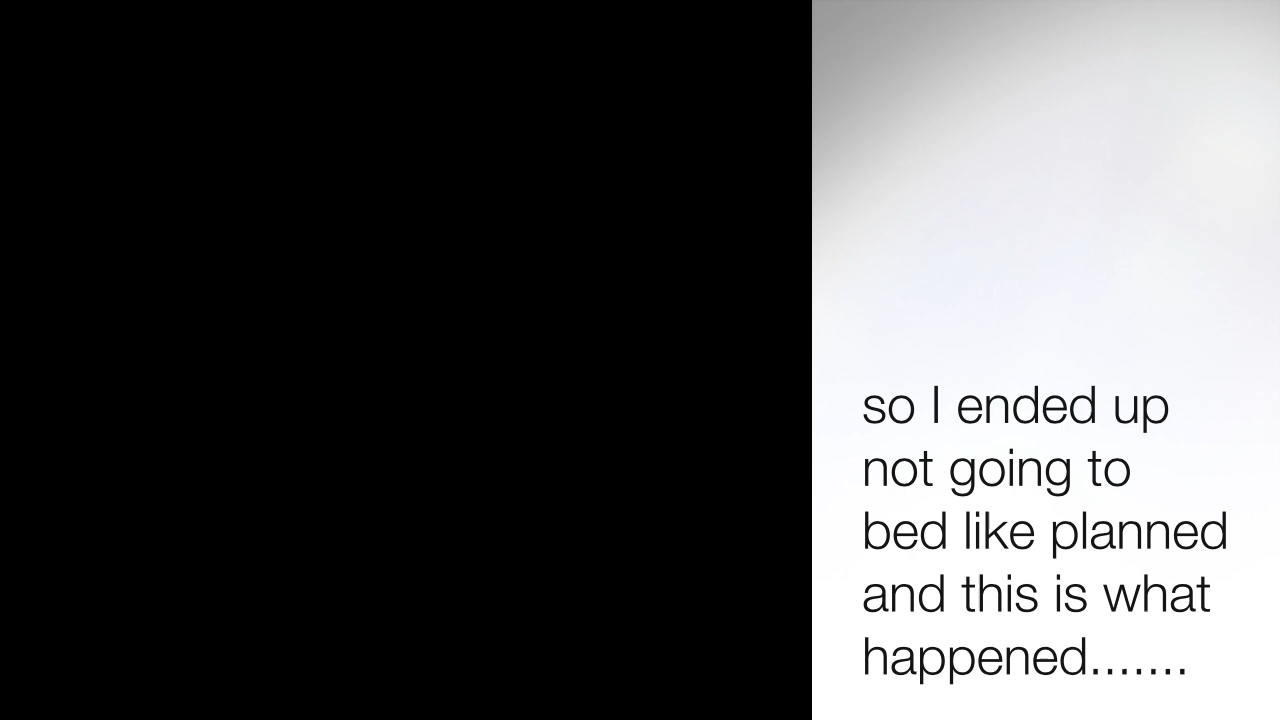 so I ended up
not going to
bed like planned
and this is what
happened.......